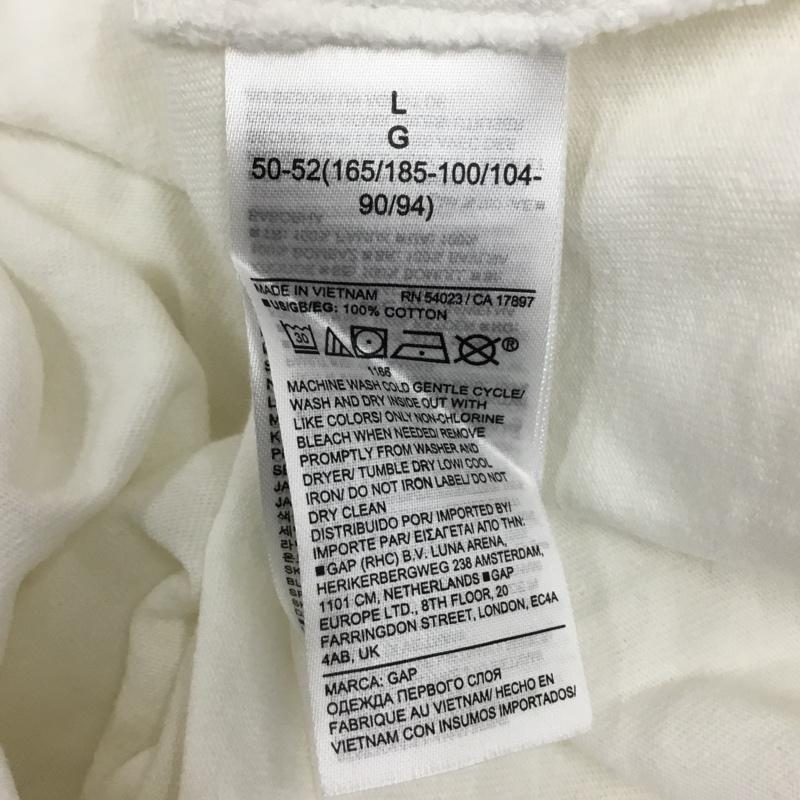 L
G
50-52(165/185-100/104-
90/94)
MADE IN VIETNAM RN 54023 / CA 17897
■US/GB/EG: 100% COTTON
30
®
1166
MACHINE WASH COLD GENTLE CYCLE/
WASH AND DRY INSIDE OUT WITH
LIKE COLORS/ ONLY NON-CHLORINE
BLEACH WHEN NEEDED/ REMOVE
PROMPTLY FROM WASHER AND
DRYER/ TUMBLE DRY LOW/ COOL
IRON/ DO NOT IRON LABEL/ DO NOT
DRY CLEAN
DISTRIBUIDO POR/ IMPORTED BY/
IMPORTE PAR/ ΕΙΣΑΓΕΤΑΙ ΑΠΟ ΤΗΝ:
■GAP (RHC) B.V. LUNA ARENA,
HERIKERBERGWEG 238 AMSTERDAM,
1101 CM, NETHERLANDS ■GAP
EUROPE LTD., 8TH FLOOR, 20
FARRINGDON STREET, LONDON, EC4A
4AB, UK
MARCA: GAP
ОДЕЖДА ПЕРВОГО СЛОЯ
FABRIQUE AU VIETNAM/ HECHO EN
VIETNAM CON INSUMOS IMPORTADOS/